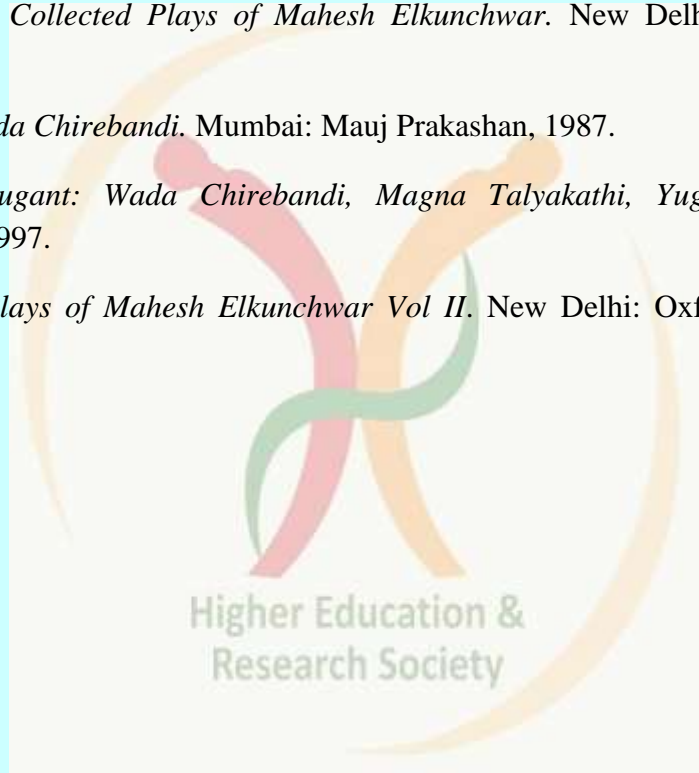 Collected Plays of Mahesh Elkunchwar. New Delh
da Chirebandi. Mumbai: Mauj Prakashan, 1987.
ugant: Wada Chirebandi, Magna Talyakathi, Yug
997.
lays of Mahesh Elkunchwar Vol II. New Delhi: Oxf
Higher Education &
Research Society